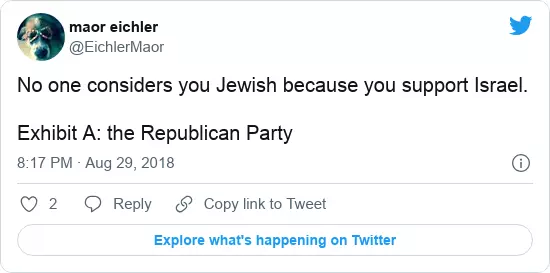 maor eichler
@EichlerMaor
No one considers you Jewish because you support Israel.
Exhibit A: the Republican Party
8:17 PM · Aug 29, 2018
2 Reply Copy link to Tweet
Explore what's happening on Twitter